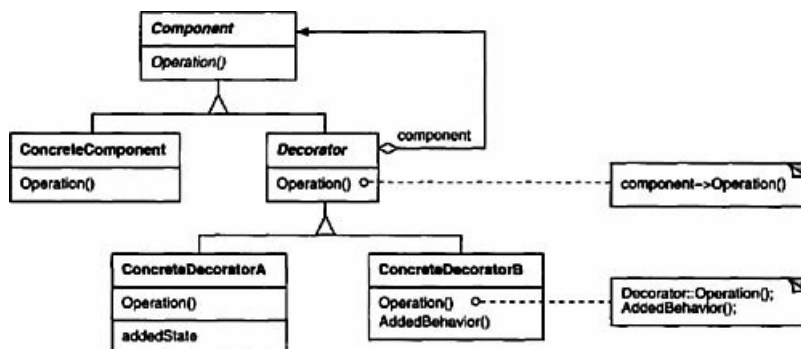 Component
Operation()
component
ConcreteComponent
Operation()
Decorator
Operation()
component->Operation()
ConcreteDecoratorA
Operation()
addedState
ConcreteDecoratorB
Operation()
AddedBehavior()
Decorator::Operation();
AddedBehavior();